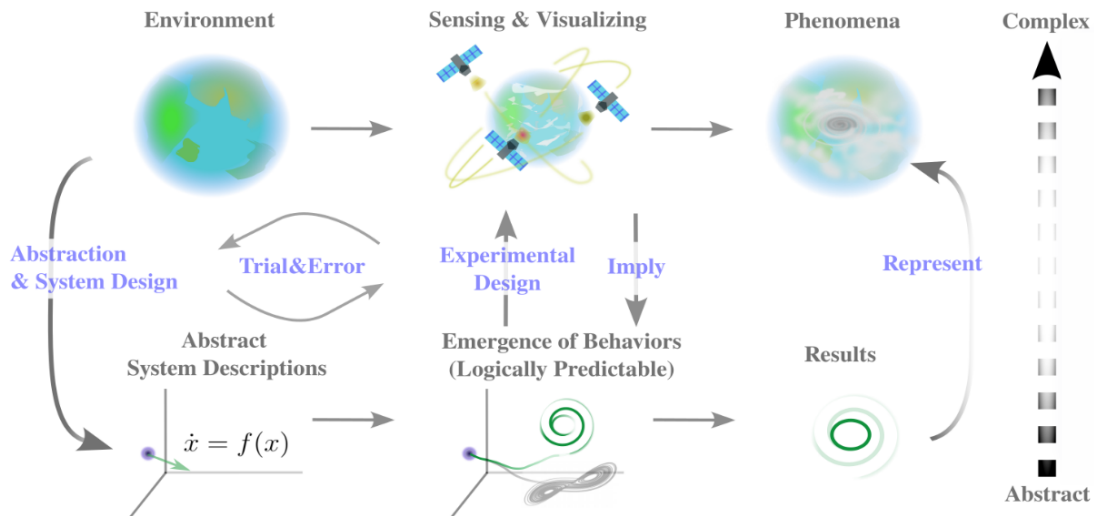 Environment
Sensing & Visualizing
Phenomena
Complex
Abstraction
& System Design
Trial&Error
Experimental
Design
Imply
Represent
Abstract
System Descriptions
Emergence of Behaviors
(Logically Predictable)
Results
ẋ = f(x)
Abstract